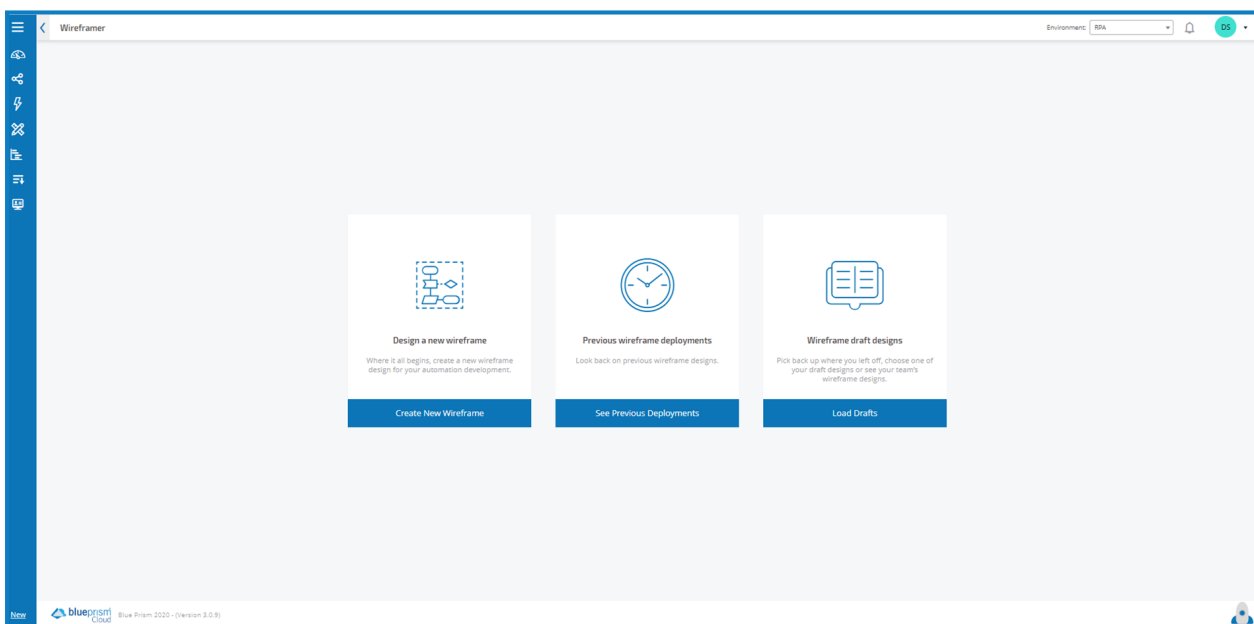 Wireframer
Environment: RPA
DS
Design a new wireframe
Where it all begins, create a new wireframe
design for your automation development.
Create New Wireframe
Previous wireframe deployments
Look back on previous wireframe designs.
See Previous Deployments
Wireframe draft designs
Pick back up where you left off, choose one of
your draft designs or see your team's
wireframe designs.
Load Drafts
New
blueprism
Cloud
Blue Prism 2020 - (Version 3.0.9)